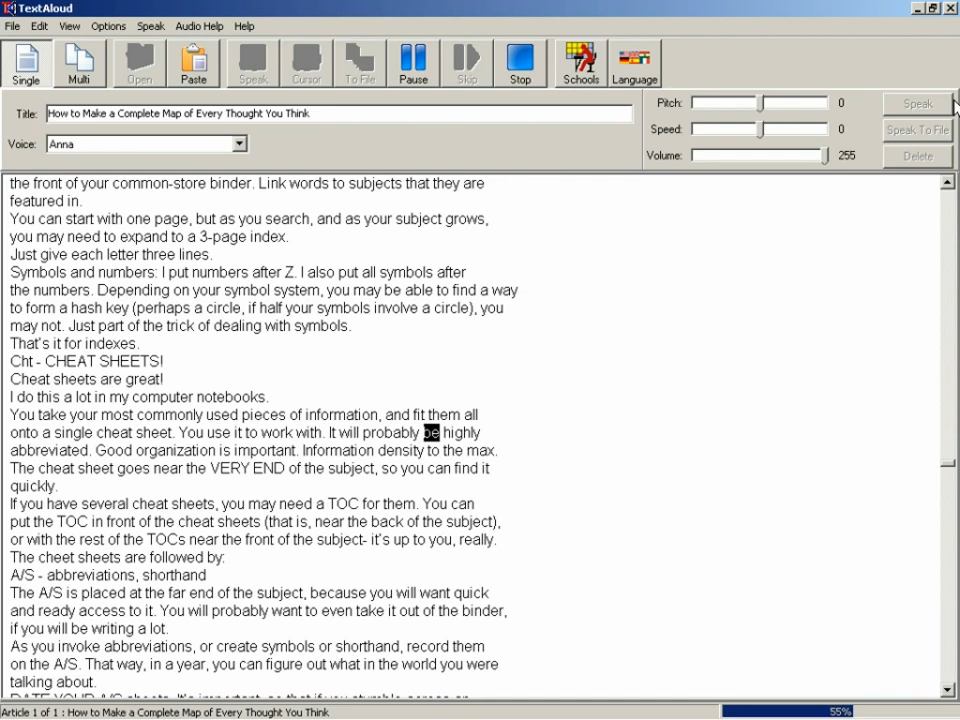 TextAloud
File Edit View Options Speak Audio Help Help
Single Multi Open Paste Speak Cursor To File Pause Skip Stop Schools Language
Title: How to Make a Complete Map of Every Thought You Think
Voice: Anna
Pitch: 0 Speak
Speed: 0 Speak To File
Volume: 255 Delete
the front of your common-store binder. Link words to subjects that they are
featured in.
You can start with one page, but as you search, and as your subject grows,
you may need to expand to a 3-page index.
Just give each letter three lines.
Symbols and numbers: I put numbers after Z. I also put all symbols after
the numbers. Depending on your symbol system, you may be able to find a way
to form a hash key (perhaps a circle, if half your symbols involve a circle), you
may not. Just part of the trick of dealing with symbols.
That's it for indexes.
Cht - CHEAT SHEETS!
Cheat sheets are great!
I do this a lot in my computer notebooks.
You take your most commonly used pieces of information, and fit them all
onto a single cheat sheet. You use it to work with. It will probably be highly
abbreviated. Good organization is important. Information density to the max.
The cheat sheet goes near the VERY END of the subject, so you can find it
quickly.
If you have several cheat sheets, you may need a TOC for them. You can
put the TOC in front of the cheat sheets (that is, near the back of the subject),
or with the rest of the TOCs near the front of the subject- it's up to you, really.
The cheet sheets are followed by:
A/S - abbreviations, shorthand
The A/S is placed at the far end of the subject, because you will want quick
and ready access to it. You will probably want to even take it out of the binder,
if you will be writing a lot.
As you invoke abbreviations, or create symbols or shorthand, record them
on the A/S. That way, in a year, you can figure out what in the world you were
talking about.
DATE YOUR A/S sheets. It's important, so that if you stumble across an
Article 1 of 1 : How to Make a Complete Map of Every Thought You Think 55%